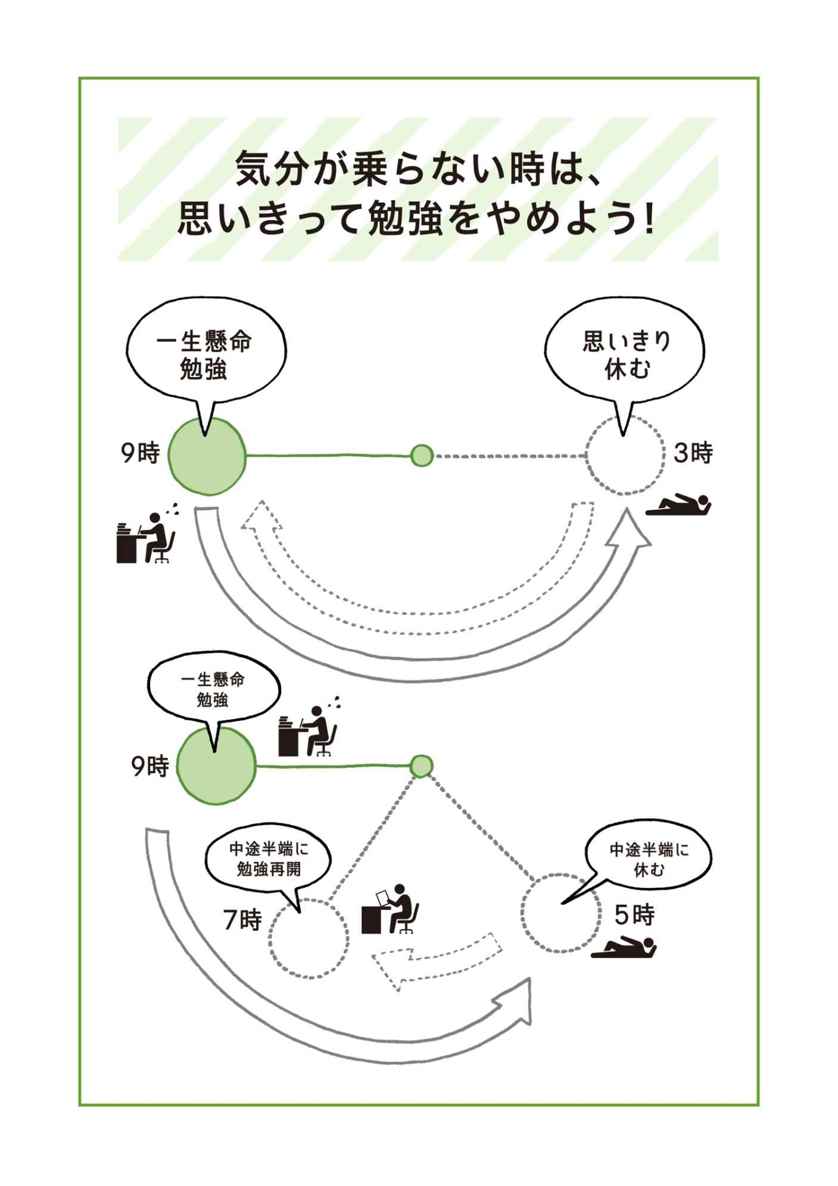 気分が乗らない時は、
思いきって勉強をやめよう!
一生懸命
勉強
思いきり
休む
9時
3時
一生懸命
勉強
9時
中途半端に
勉強再開
中途半端に
休む
7時
5時